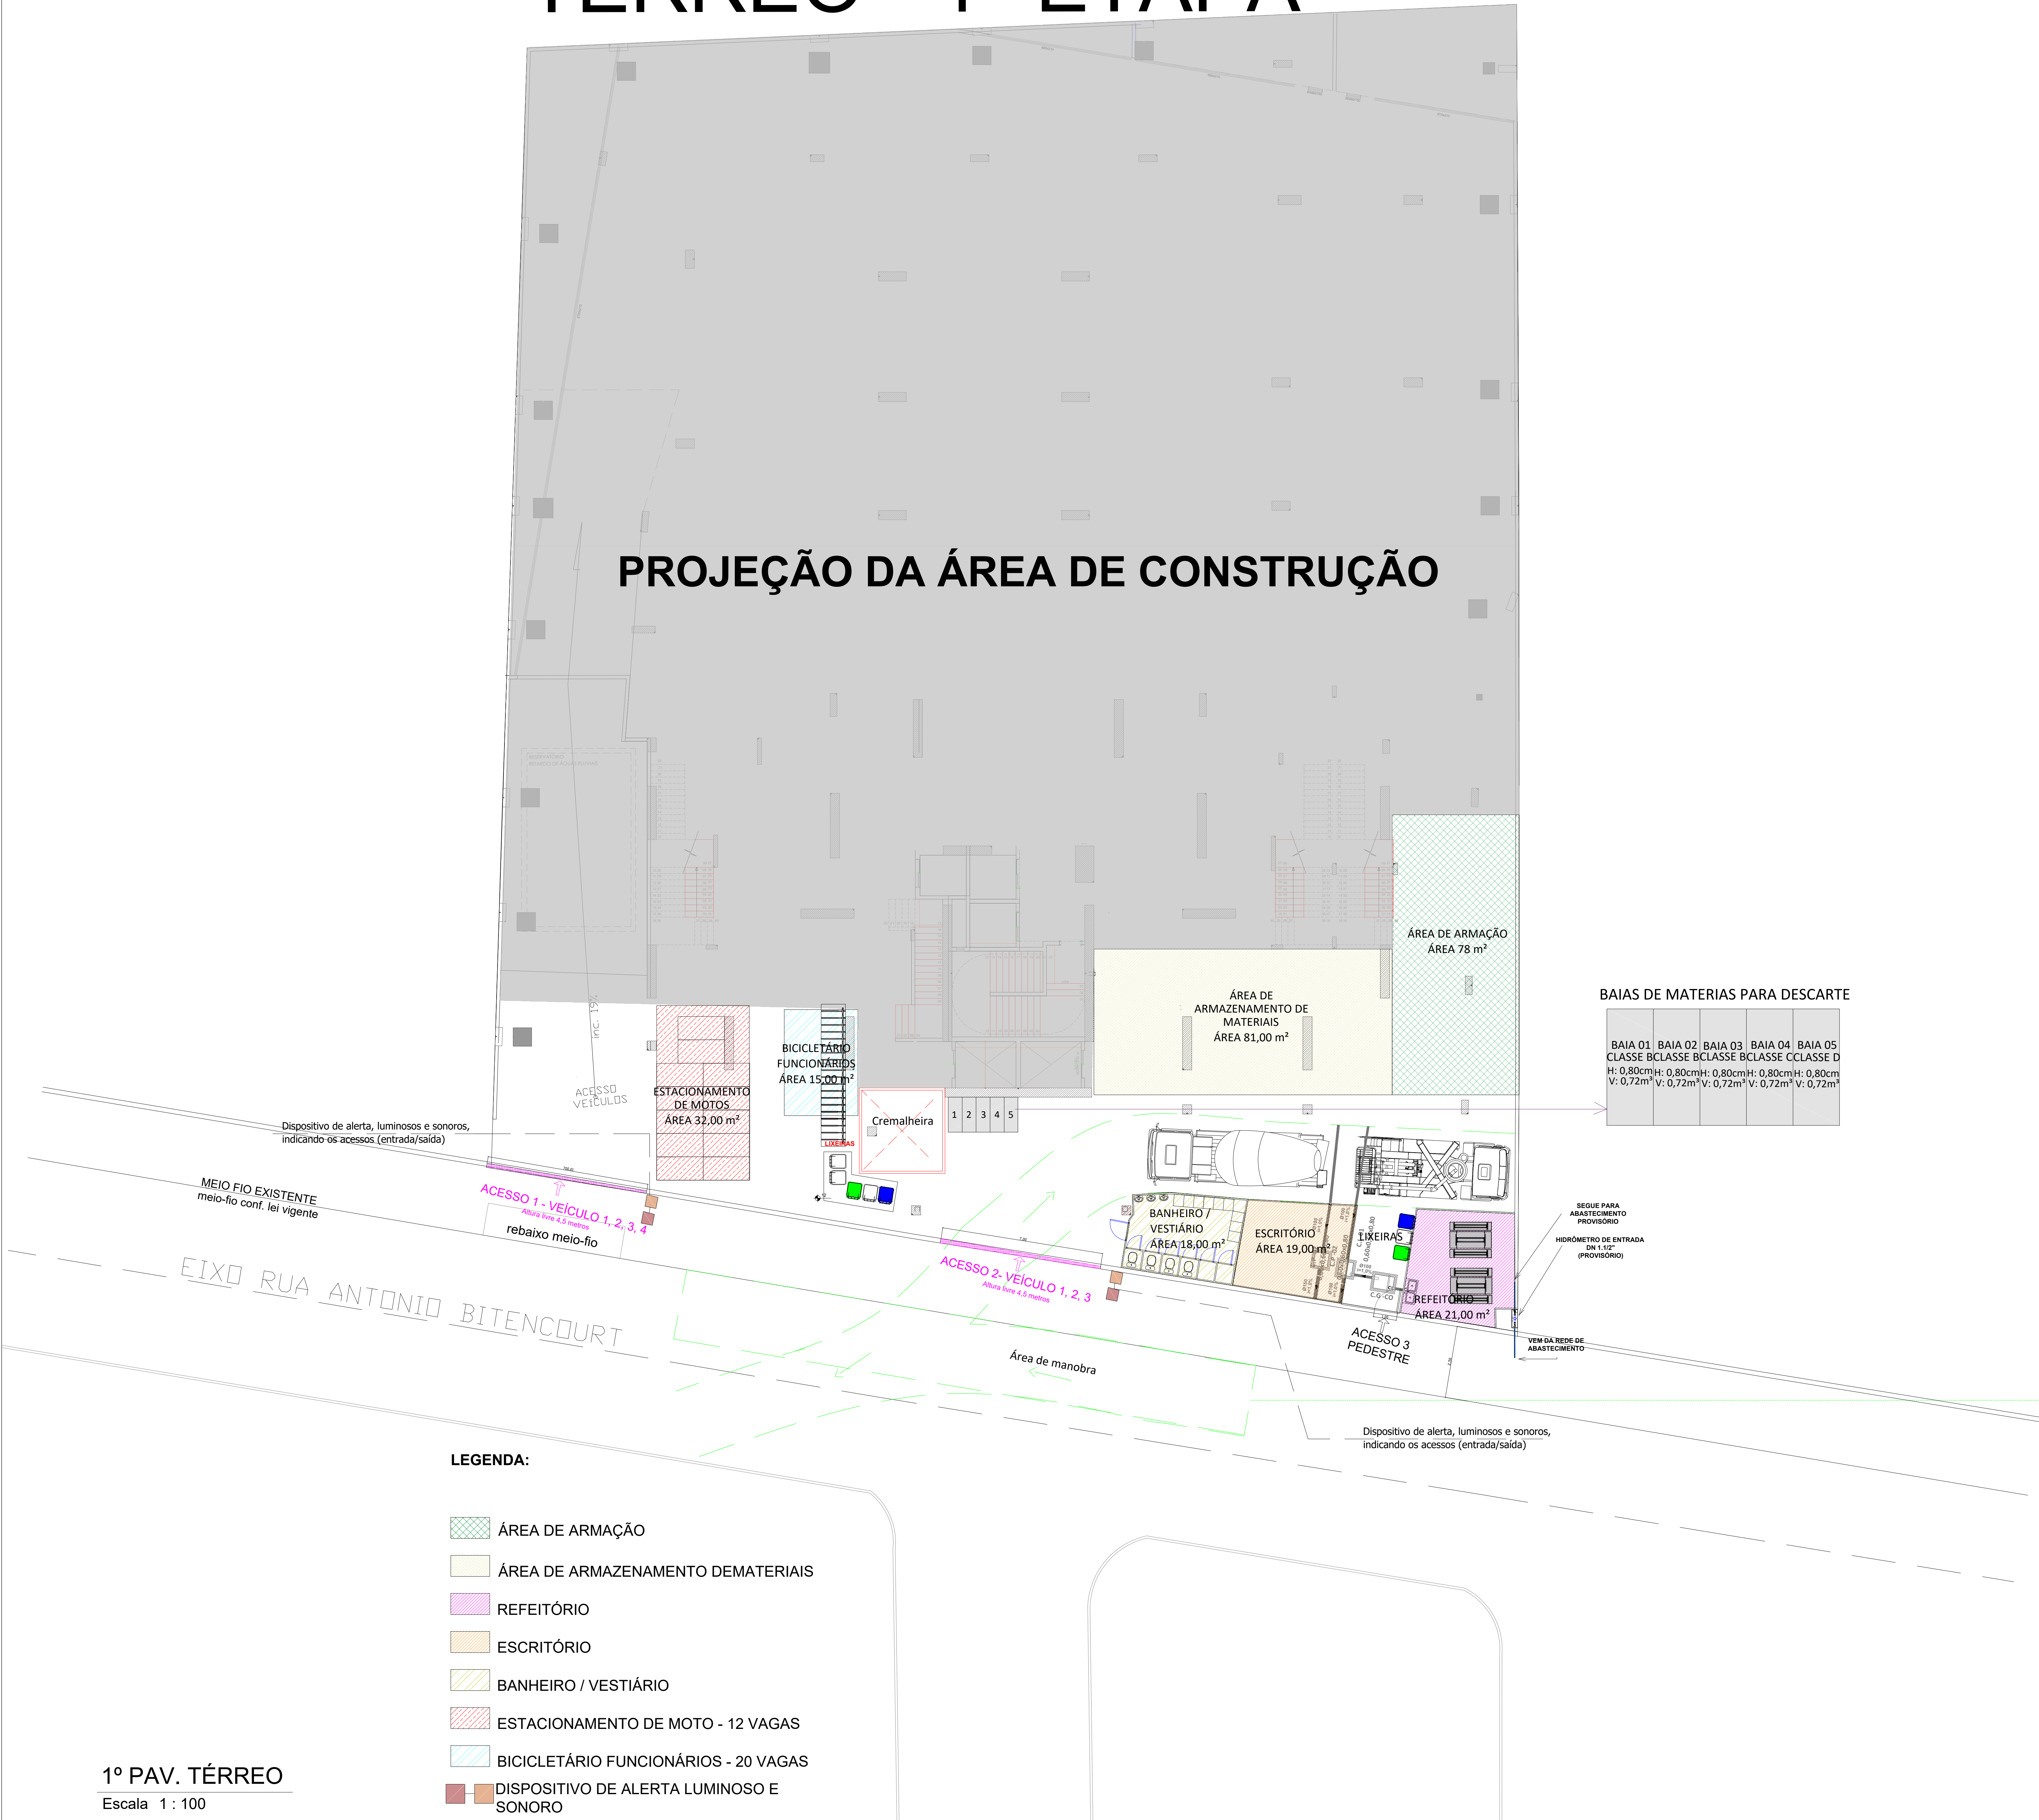 TÉRREO - 1ª ETAPA
PROJEÇÃO DA ÁREA DE CONSTRUÇÃO
ÁREA DE ARMAÇÃO
ÁREA 78 m²
ÁREA DE
ARMAZENAMENTO DE
MATERIAIS
ÁREA 81,00 m²
BAIAS DE MATERIAS PARA DESCARTE
BAIA 01
CLASSE B
H: 0,80cm
V: 0,72m³
BAIA 02
CLASSE B
H: 0,80cm
V: 0,72m³
BAIA 03
CLASSE B
H: 0,80cm
V: 0,72m³
BAIA 04
CLASSE C
H: 0,80cm
V: 0,72m³
BAIA 05
CLASSE D
H: 0,80cm
V: 0,72m³
inc. 19%
ACESSO
VEÍCULOS
ESTACIONAMENTO
DE MOTOS
ÁREA 32,00 m²
BICICLETÁRIO
FUNCIONÁRIOS
ÁREA 15,00 m²
LIXEIRAS
Cremalheira
1 2 3 4 5
Dispositivo de alerta, luminosos e sonoros,
indicando os acessos (entrada/saída)
MEIO FIO EXISTENTE
meio-fio conf. lei vigente
ACESSO 1 - VEÍCULO 1, 2, 3, 4
Altura livre 4,5 metros
rebaixo meio-fio
EIXO RUA ANTONIO BITENCOURT
7.00
ACESSO 2- VEÍCULO 1, 2, 3
Altura livre 4,5 metros
BANHEIRO /
VESTIÁRIO
ÁREA 18,00 m²
ESCRITÓRIO
ÁREA 19,00 m²
LIXEIRAS
REFEITÓRIO
ÁREA 21,00 m²
ACESSO 3
PEDESTRE
Área de manobra
SEGUE PARA
ABASTECIMENTO
PROVISÓRIO
HIDRÔMETRO DE ENTRADA
DN 1.1/2"
(PROVISÓRIO)
VEM DA REDE DE
ABASTECIMENTO
Dispositivo de alerta, luminosos e sonoros,
indicando os acessos (entrada/saída)
LEGENDA:
ÁREA DE ARMAÇÃO
ÁREA DE ARMAZENAMENTO DEMATERIAIS
REFEITÓRIO
ESCRITÓRIO
BANHEIRO / VESTIÁRIO
ESTACIONAMENTO DE MOTO - 12 VAGAS
BICICLETÁRIO FUNCIONÁRIOS - 20 VAGAS
DISPOSITIVO DE ALERTA LUMINOSO E
SONORO
1º PAV. TÉRREO
Escala 1 : 100